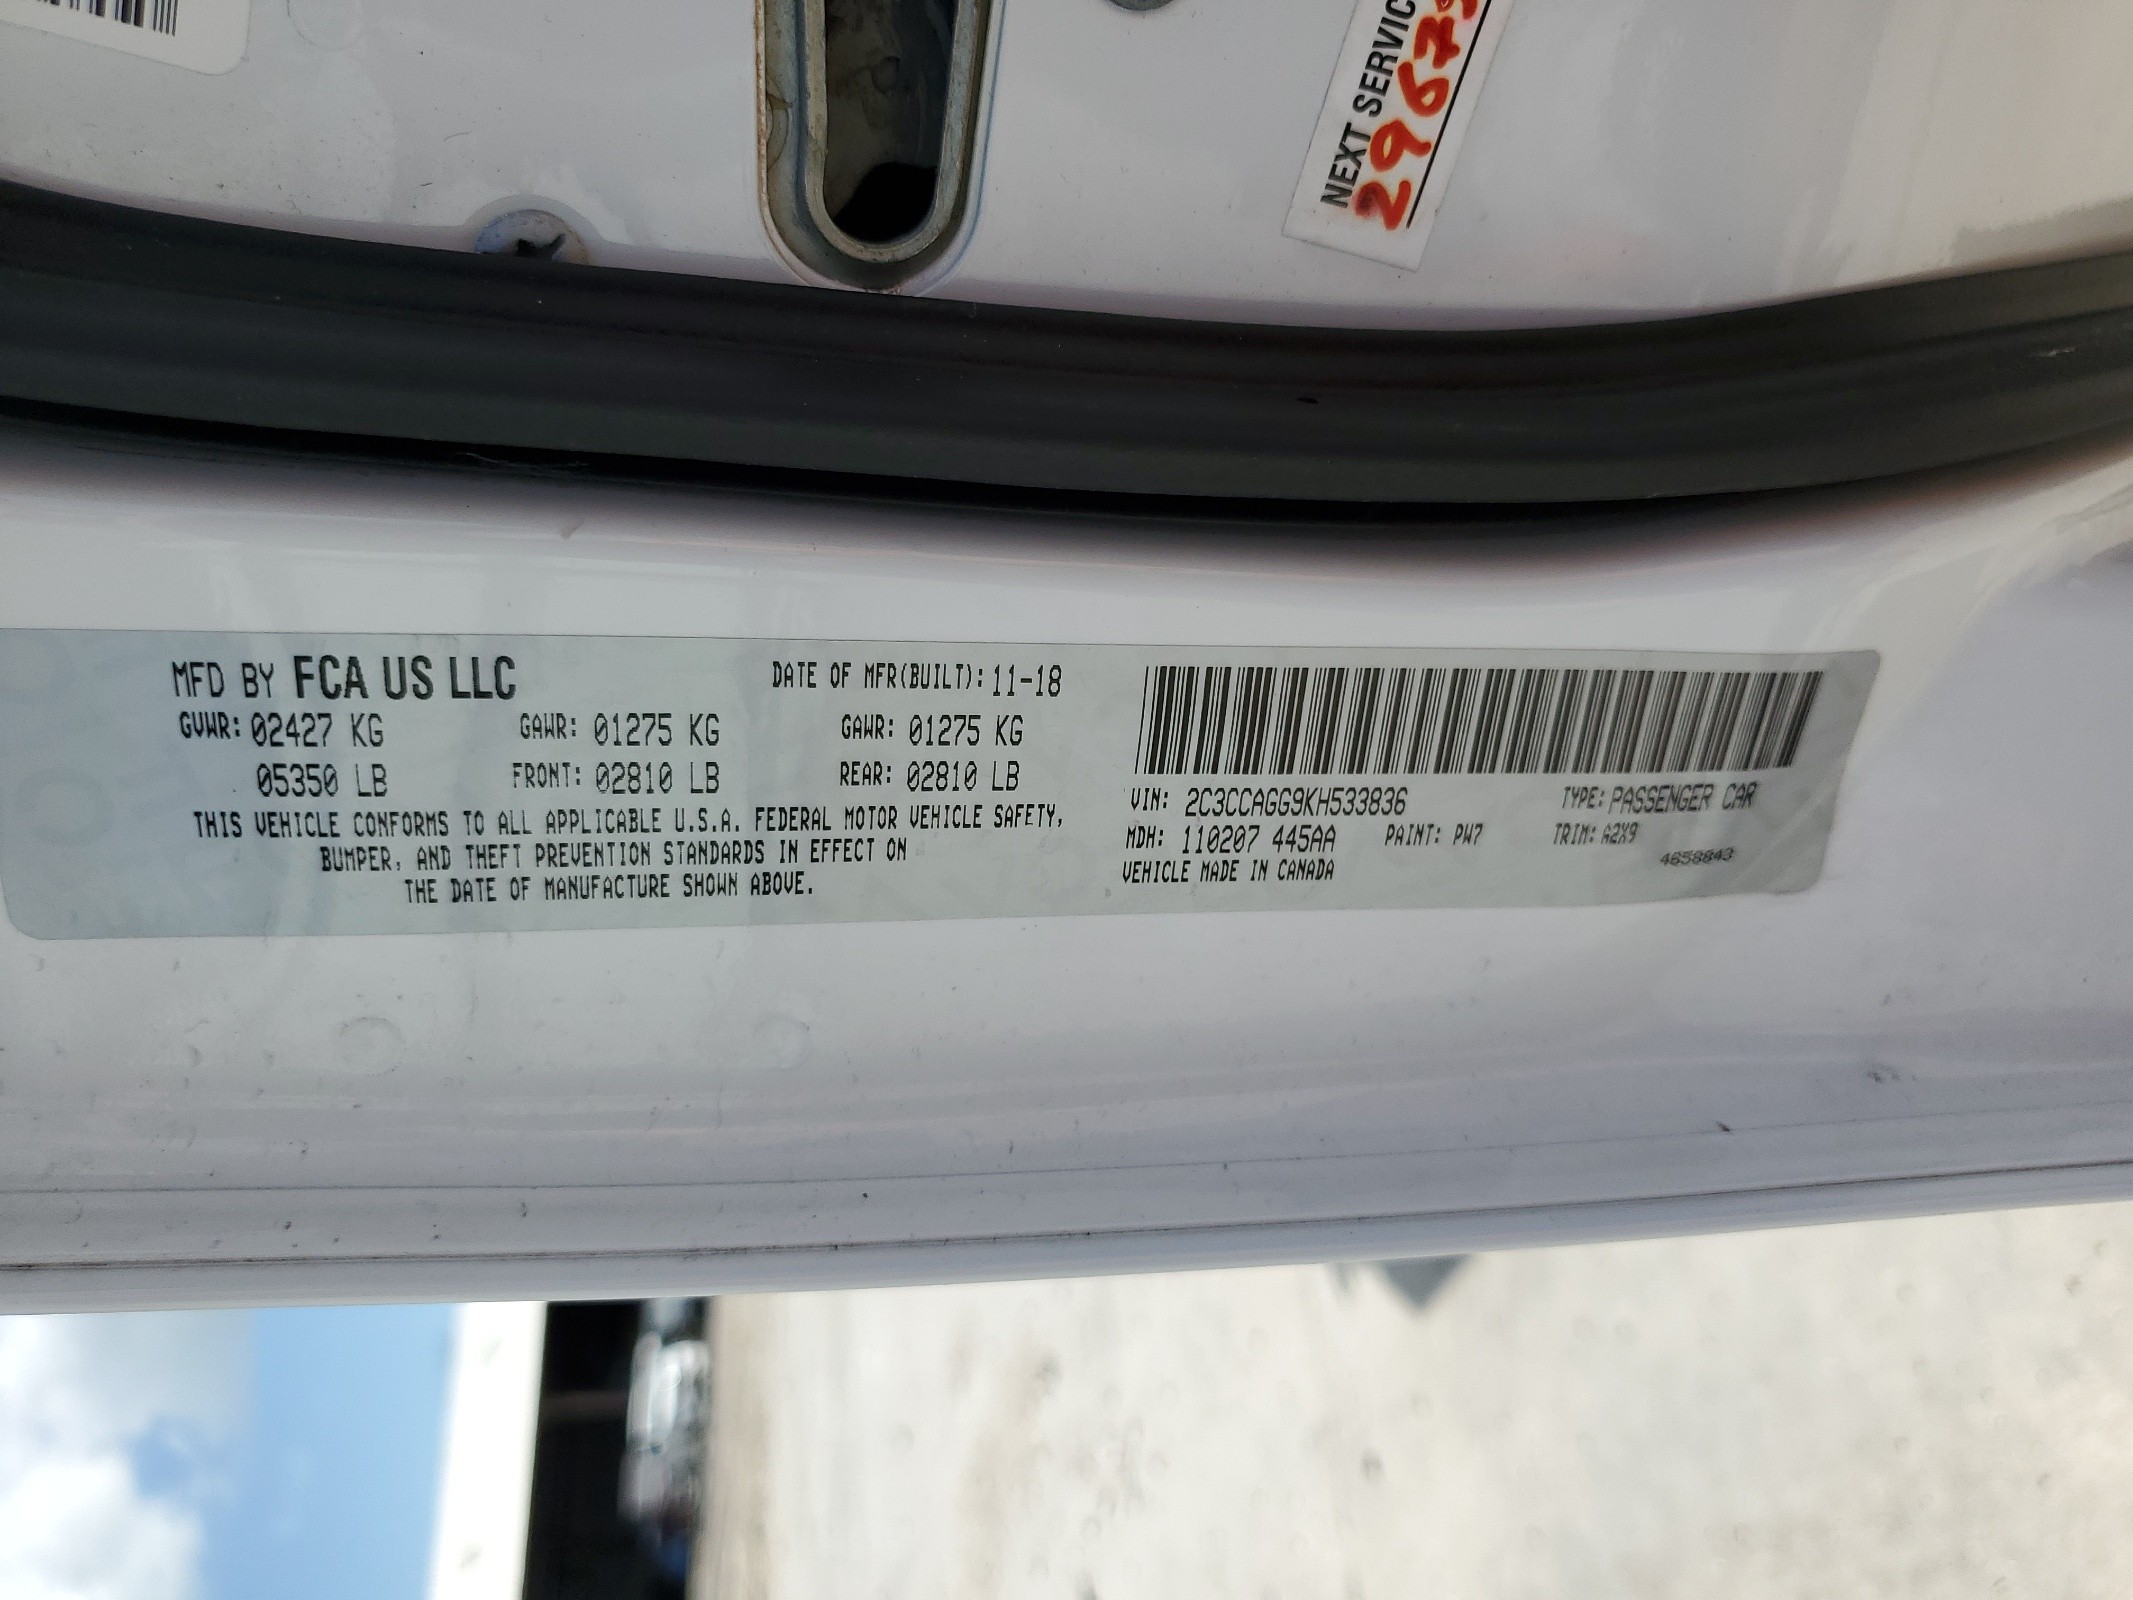 NEXT SERVIC
2967
MFD BY FCA US LLC
DATE OF MFR(BUILT): 11-18
GVWR: 02427 KG GAWR: 01275 KG GAWR: 01275 KG
05350 LB FRONT: 02810 LB REAR: 02810 LB
THIS VEHICLE CONFORMS TO ALL APPLICABLE U.S.A. FEDERAL MOTOR VEHICLE SAFETY,
BUMPER, AND THEFT PREVENTION STANDARDS IN EFFECT ON
THE DATE OF MANUFACTURE SHOWN ABOVE.
VIN: 2C3CCAGG9KH533836 TYPE: PASSENGER CAR
MDH: 110207 445AA PAINT: PW7 TRIM: A2X9
VEHICLE MADE IN CANADA 4658843